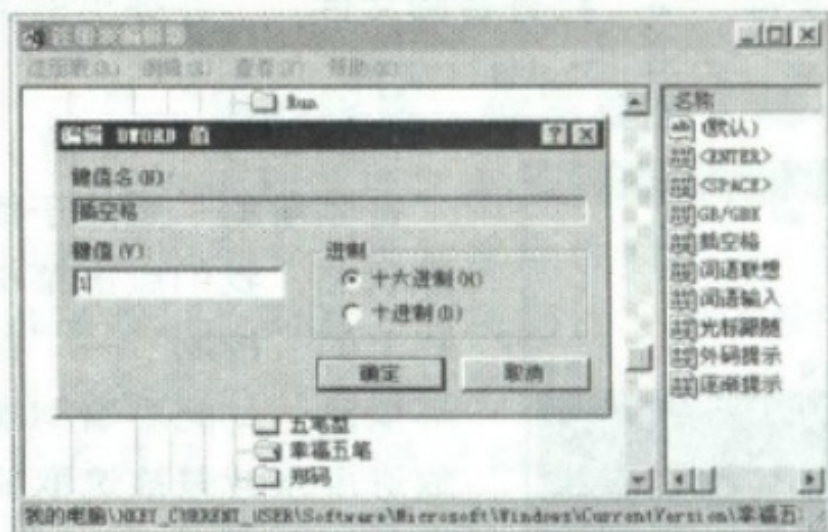 注册表编辑器
注册表(R) 编辑(E) 查看(V) 帮助(H)
Run
名称
编辑 DWORD 值
(默认)
键值名(N)
<ENTER>
<SPACE>
插空格
GB/GBK
键值(V)
进制
插空格
1
十六进制(H)
词语联想
十进制(D)
词语输入
光标跟随
确定
取消
外码提示
逐渐提示
五笔型
幸福五笔
郑码
我的电脑\HKEY_CURRENT_USER\Software\Microsoft\Windows\CurrentVersion\幸福五